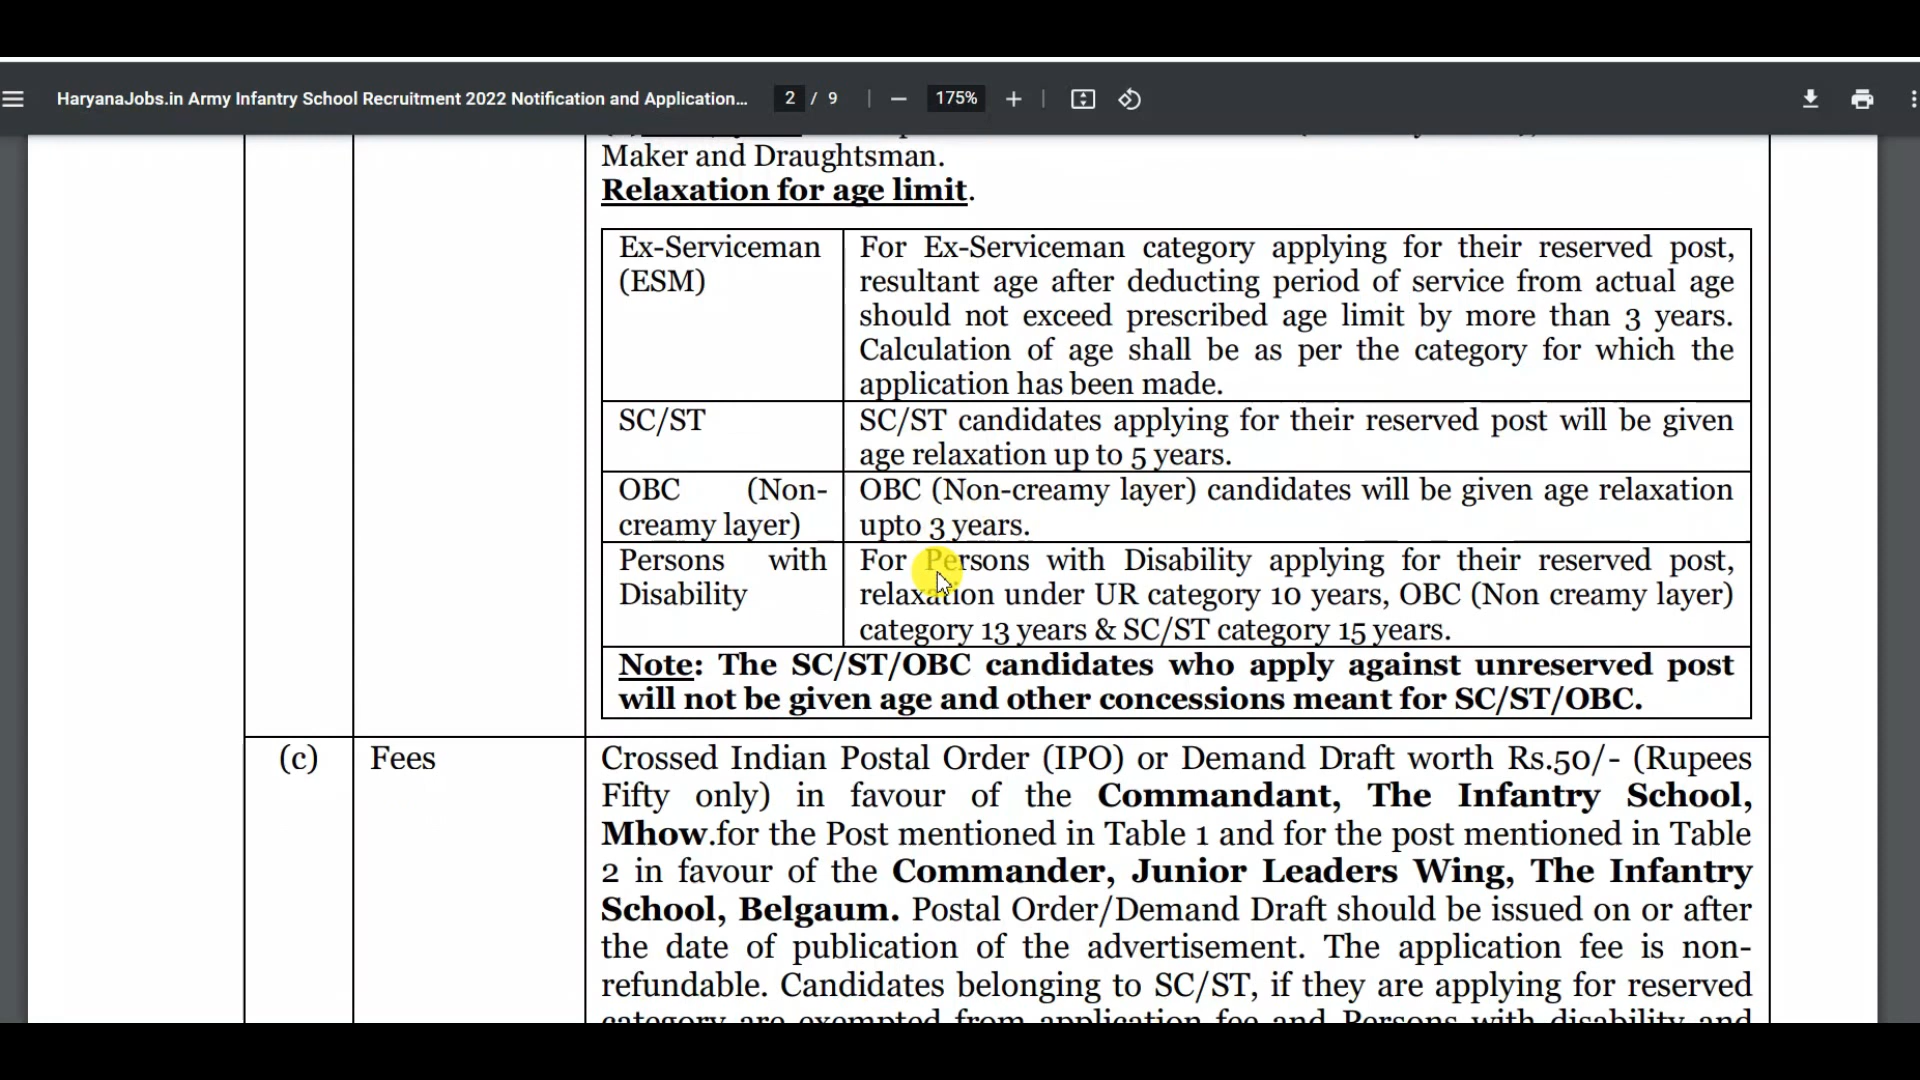 HaryanaJobs.in Army Infantry School Recruitment 2022 Notification and Application...
2 / 9
175%
Maker and Draughtsman.
Relaxation for age limit.
Ex-Serviceman
(ESM)
For Ex-Serviceman category applying for their reserved post,
resultant age after deducting period of service from actual age
should not exceed prescribed age limit by more than 3 years.
Calculation of age shall be as per the category for which the
application has been made.
SC/ST
SC/ST candidates applying for their reserved post will be given
age relaxation up to 5 years.
OBC (Non-
creamy layer)
OBC (Non-creamy layer) candidates will be given age relaxation
upto 3 years.
Persons with
Disability
For Persons with Disability applying for their reserved post,
relaxation under UR category 10 years, OBC (Non creamy layer)
category 13 years & SC/ST category 15 years.
Note: The SC/ST/OBC candidates who apply against unreserved post
will not be given age and other concessions meant for SC/ST/OBC.
(c)
Fees
Crossed Indian Postal Order (IPO) or Demand Draft worth Rs.50/- (Rupees
Fifty only) in favour of the Commandant, The Infantry School,
Mhow.for the Post mentioned in Table 1 and for the post mentioned in Table
2 in favour of the Commander, Junior Leaders Wing, The Infantry
School, Belgaum. Postal Order/Demand Draft should be issued on or after
the date of publication of the advertisement. The application fee is non-
refundable. Candidates belonging to SC/ST, if they are applying for reserved
category are exempted from application fee and Persons with disability and